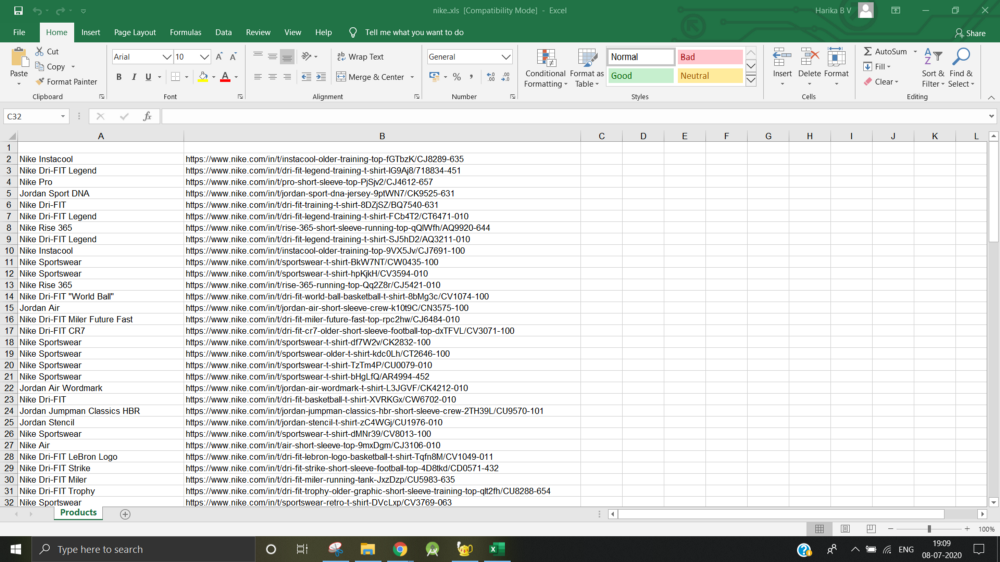 nike.xls [Compatibility Mode] - Excel
Harika B V
File Home Insert Page Layout Formulas Data Review View Help Tell me what you want to do Share
Paste
Cut
Copy
Format Painter
Clipboard
Arial 10
B I U
Font
Wrap Text
Merge & Center
Alignment
General
Number
Conditional Formatting
Format as Table
Normal Bad
Good Neutral
Styles
Insert Delete Format
Cells
AutoSum
Fill
Clear
Sort & Filter
Find & Select
Editing
C32 fx
A B C D E F G H I J K L
1
2 Nike Instacool https://www.nike.com/in/t/instacool-older-training-top-fGTbzK/CJ8289-635
3 Nike Dri-FIT Legend https://www.nike.com/in/t/dri-fit-legend-training-t-shirt-lG9Aj8/718834-451
4 Nike Pro https://www.nike.com/in/t/pro-short-sleeve-top-PjSjv2/CJ4612-657
5 Jordan Sport DNA https://www.nike.com/in/t/jordan-sport-dna-jersey-9ptWN7/CK9525-631
6 Nike Dri-FIT https://www.nike.com/in/t/dri-fit-training-t-shirt-8DZjSZ/BQ7540-631
7 Nike Dri-FIT Legend https://www.nike.com/in/t/dri-fit-legend-training-t-shirt-FCb4T2/CT6471-010
8 Nike Rise 365 https://www.nike.com/in/t/rise-365-short-sleeve-running-top-qQlWfh/AQ9920-644
9 Nike Dri-FIT Legend https://www.nike.com/in/t/dri-fit-legend-training-t-shirt-SJ5hD2/AQ3211-010
10 Nike Instacool https://www.nike.com/in/t/instacool-older-training-top-9VX5Jv/CJ7691-100
11 Nike Sportswear https://www.nike.com/in/t/sportswear-t-shirt-BkW7NT/CW0435-100
12 Nike Sportswear https://www.nike.com/in/t/sportswear-t-shirt-hpKjkH/CV3594-010
13 Nike Rise 365 https://www.nike.com/in/t/rise-365-running-top-Qq2Z8r/CJ5421-010
14 Nike Dri-FIT "World Ball" https://www.nike.com/in/t/dri-fit-world-ball-basketball-t-shirt-8bMg3c/CV1074-100
15 Jordan Air https://www.nike.com/in/t/jordan-air-short-sleeve-crew-k10t9C/CN3575-100
16 Nike Dri-FIT Miler Future Fast https://www.nike.com/in/t/dri-fit-miler-future-fast-top-rpc2hw/CJ6484-010
17 Nike Dri-FIT CR7 https://www.nike.com/in/t/dri-fit-cr7-older-short-sleeve-football-top-dxTFVL/CV3071-100
18 Nike Sportswear https://www.nike.com/in/t/sportswear-t-shirt-df7W2v/CK2832-100
19 Nike Sportswear https://www.nike.com/in/t/sportswear-older-t-shirt-kdc0Lh/CT2646-100
20 Nike Sportswear https://www.nike.com/in/t/sportswear-t-shirt-TzTm4P/CU0079-010
21 Nike Sportswear https://www.nike.com/in/t/sportswear-t-shirt-bHgLfQ/AR4994-452
22 Jordan Air Wordmark https://www.nike.com/in/t/jordan-air-wordmark-t-shirt-L3JGVF/CK4212-010
23 Nike Dri-FIT https://www.nike.com/in/t/dri-fit-basketball-t-shirt-XVRKGx/CW6702-010
24 Jordan Jumpman Classics HBR https://www.nike.com/in/t/jordan-jumpman-classics-hbr-short-sleeve-crew-2TH39L/CU9570-101
25 Jordan Stencil https://www.nike.com/in/t/jordan-stencil-t-shirt-zC4WGj/CU1976-010
26 Nike Sportswear https://www.nike.com/in/t/sportswear-t-shirt-dMNr39/CV8013-100
27 Nike Air https://www.nike.com/in/t/air-short-sleeve-top-9mxDgm/CJ3106-010
28 Nike Dri-FIT LeBron Logo https://www.nike.com/in/t/dri-fit-lebron-logo-basketball-t-shirt-Tqfn8M/CV1049-011
29 Nike Dri-FIT Strike https://www.nike.com/in/t/dri-fit-strike-short-sleeve-football-top-4D8tkd/CD0571-432
30 Nike Dri-FIT Miler https://www.nike.com/in/t/dri-fit-miler-running-tank-JxzDzp/CU5983-635
31 Nike Dri-FIT Trophy https://www.nike.com/in/t/dri-fit-trophy-older-graphic-short-sleeve-training-top-qlt2fh/CU8288-654
32 Nike Sportswear https://www.nike.com/in/t/sportswear-retro-t-shirt-DVcLxp/CV3769-063
Products
100%
Type here to search
ENG
19:09
08-07-2020